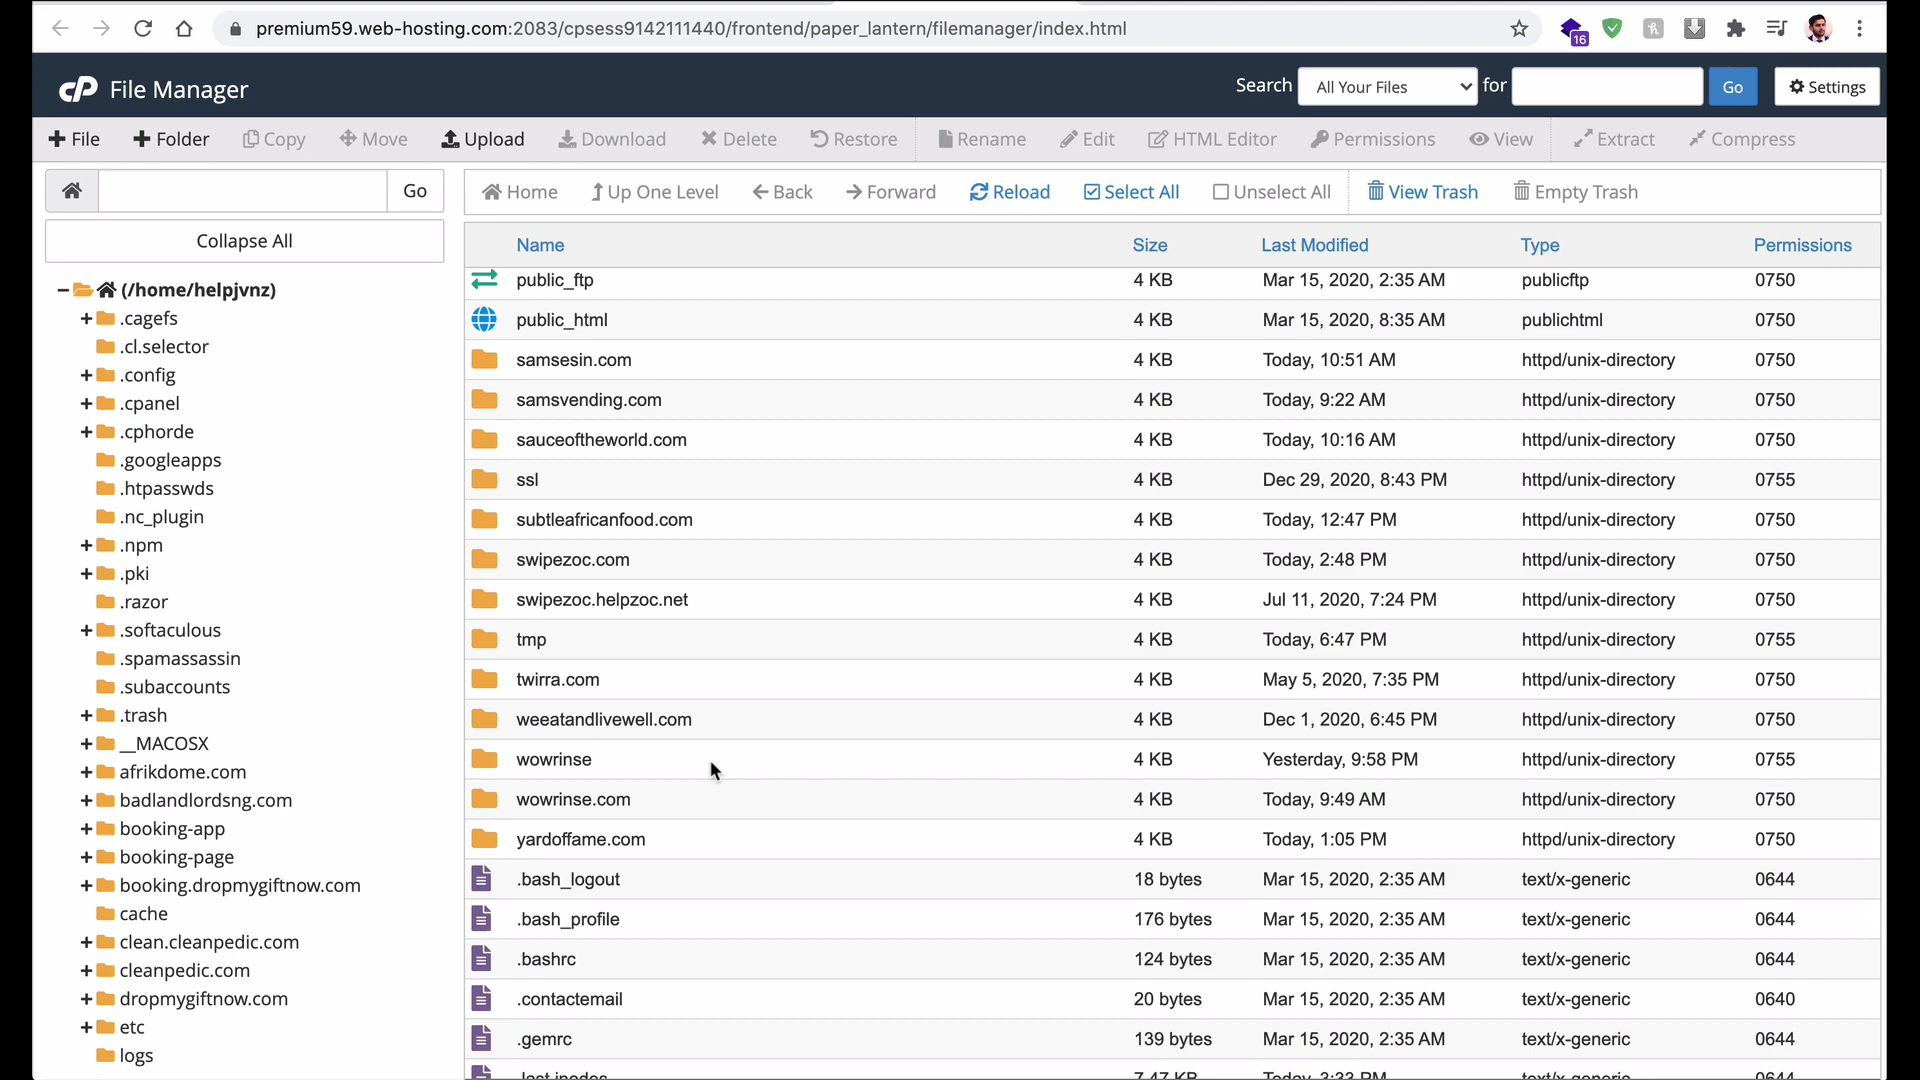 premium59.web-hosting.com:2083/cpsess9142111440/frontend/paper_lantern/filemanager/index.html
16
cP File Manager
Search All Your Files for Go Settings
File Folder Copy Move Upload Download Delete Restore Rename Edit HTML Editor Permissions View Extract Compress
Go
Home Up One Level Back Forward Reload Select All Unselect All View Trash Empty Trash
Collapse All
(/home/helpjvnz)
.cagefs
.cl.selector
.config
.cpanel
.cphorde
.googleapps
.htpasswds
.nc_plugin
.npm
.pki
.razor
.softaculous
.spamassassin
.subaccounts
.trash
__MACOSX
afrikdome.com
badlandlordsng.com
booking-app
booking-page
booking.dropmygiftnow.com
cache
clean.cleanpedic.com
cleanpedic.com
dropmygiftnow.com
etc
logs
Name Size Last Modified Type Permissions
public_ftp 4 KB Mar 15, 2020, 2:35 AM publicftp 0750
public_html 4 KB Mar 15, 2020, 8:35 AM publichtml 0750
samsesin.com 4 KB Today, 10:51 AM httpd/unix-directory 0750
samsvending.com 4 KB Today, 9:22 AM httpd/unix-directory 0750
sauceoftheworld.com 4 KB Today, 10:16 AM httpd/unix-directory 0750
ssl 4 KB Dec 29, 2020, 8:43 PM httpd/unix-directory 0755
subtleafricanfood.com 4 KB Today, 12:47 PM httpd/unix-directory 0750
swipezoc.com 4 KB Today, 2:48 PM httpd/unix-directory 0750
swipezoc.helpzoc.net 4 KB Jul 11, 2020, 7:24 PM httpd/unix-directory 0750
tmp 4 KB Today, 6:47 PM httpd/unix-directory 0755
twirra.com 4 KB May 5, 2020, 7:35 PM httpd/unix-directory 0750
weeatandlivewell.com 4 KB Dec 1, 2020, 6:45 PM httpd/unix-directory 0750
wowrinse 4 KB Yesterday, 9:58 PM httpd/unix-directory 0755
wowrinse.com 4 KB Today, 9:49 AM httpd/unix-directory 0750
yardoffame.com 4 KB Today, 1:05 PM httpd/unix-directory 0750
.bash_logout 18 bytes Mar 15, 2020, 2:35 AM text/x-generic 0644
.bash_profile 176 bytes Mar 15, 2020, 2:35 AM text/x-generic 0644
.bashrc 124 bytes Mar 15, 2020, 2:35 AM text/x-generic 0644
.contactemail 20 bytes Mar 15, 2020, 2:35 AM text/x-generic 0640
.gemrc 139 bytes Mar 15, 2020, 2:35 AM text/x-generic 0644